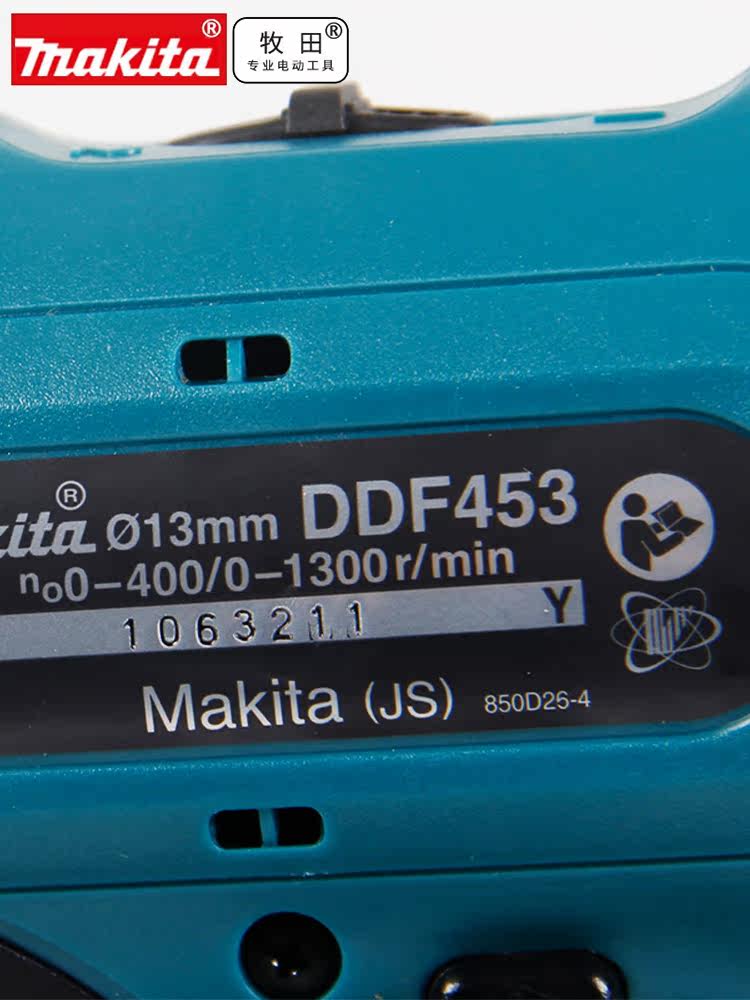 makita®
牧田®
专业电动工具
kita® Ø13mm DDF453
n₀0–400/0–1300r/min
1063211 Y
Makita (JS) 850D26-4